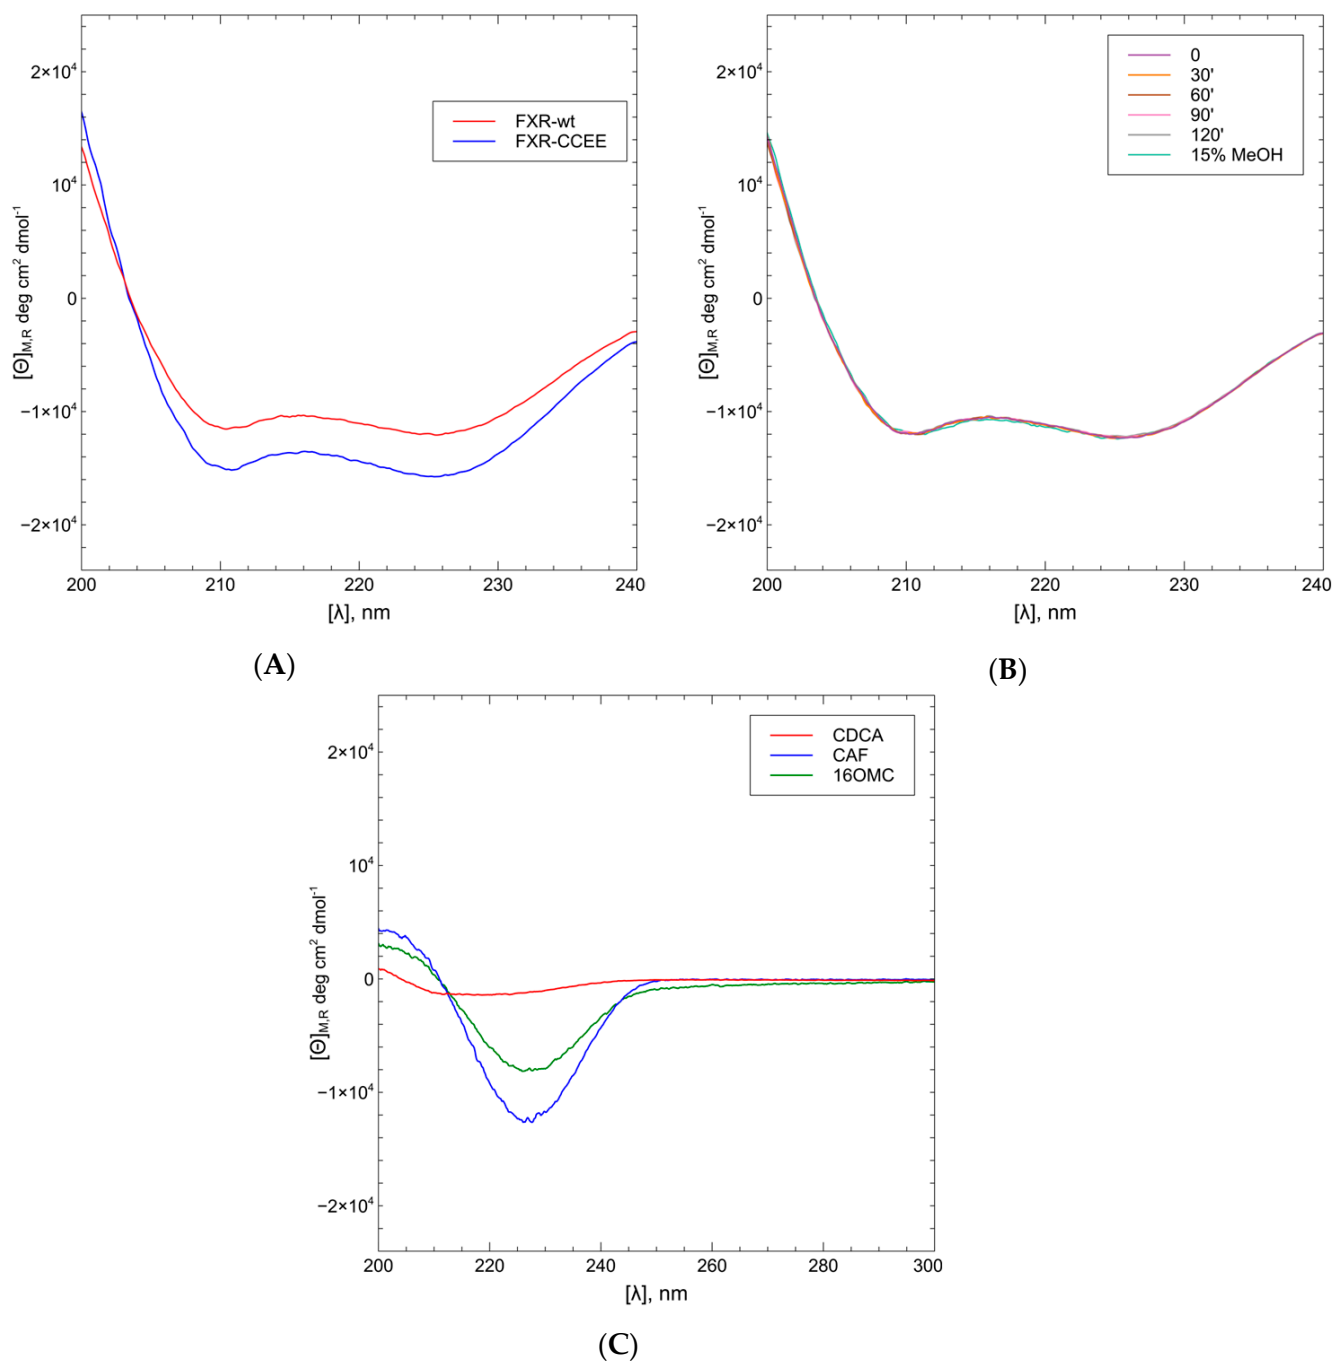 2×10⁴
10⁴
0
−1×10⁴
−2×10⁴
[Θ]M,R deg cm² dmol⁻¹
FXR-wt
FXR-CCEE
200 210 220 230 240
[λ], nm
(A)
2×10⁴
10⁴
0
−1×10⁴
−2×10⁴
[Θ]M,R deg cm² dmol⁻¹
0
30'
60'
90'
120'
15% MeOH
200 210 220 230 240
[λ], nm
(B)
2×10⁴
10⁴
0
−1×10⁴
−2×10⁴
[Θ]M,R deg cm² dmol⁻¹
CDCA
CAF
16OMC
200 220 240 260 280 300
[λ], nm
(C)